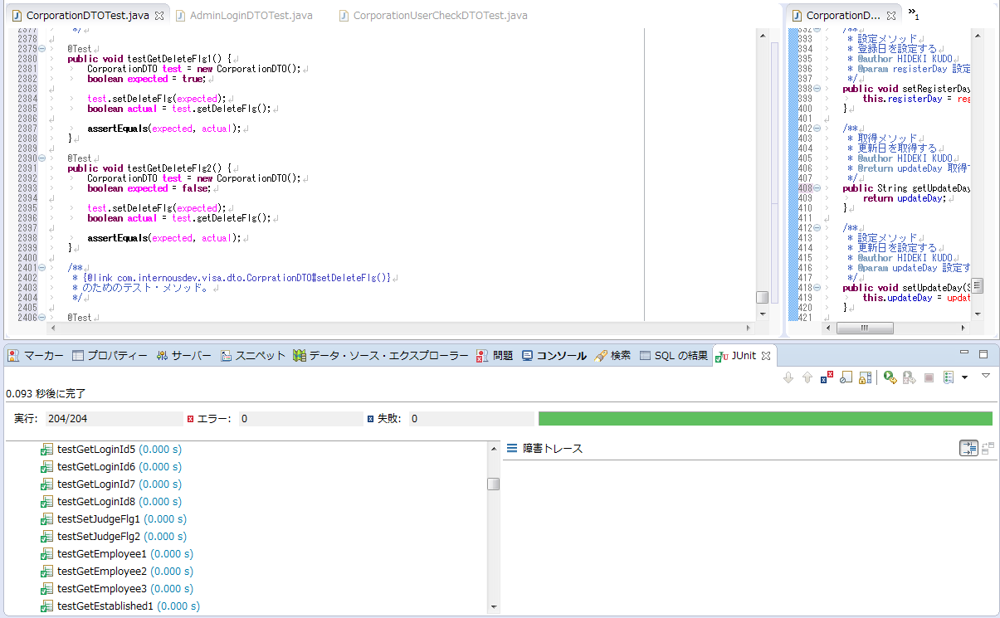 CorporationDTOTest.java
AdminLoginDTOTest.java
CorporationUserCheckDTOTest.java
2377 */
2378
2379 @Test
2380 public void testGetDeleteFlg1() {
2381 CorporationDTO test = new CorporationDTO();
2382 boolean expected = true;
2383
2384 test.setDeleteFlg(expected);
2385 boolean actual = test.getDeleteFlg();
2386
2387 assertEquals(expected, actual);
2388 }
2389
2390 @Test
2391 public void testGetDeleteFlg2() {
2392 CorporationDTO test = new CorporationDTO();
2393 boolean expected = false;
2394
2395 test.setDeleteFlg(expected);
2396 boolean actual = test.getDeleteFlg();
2397
2398 assertEquals(expected, actual);
2399 }
2400
2401 /**
2402 * {@link com.internousdev.visa.dto.CorprationDTO#setDeleteFlg()}
2403 * のためのテスト・メソッド。
2404 */
2405
2406 @Test
CorporationD...
»1
392 /**
393 * 設定メソッド
394 * 登録日を設定する
395 * @author HIDEKI KUDO
396 * @param registerDay 設定
397 */
398 public void setRegisterDay
399 this.registerDay = reg
400 }
401
402 /**
403 * 取得メソッド
404 * 更新日を取得する
405 * @author HIDEKI KUDO
406 * @return updateDay 取得
407 */
408 public String getUpdateDay
409 return updateDay;
410 }
411
412 /**
413 * 設定メソッド
414 * 更新日を設定する
415 * @author HIDEKI KUDO
416 * @param updateDay 設定す
417 */
418 public void setUpdateDay(S
419 this.updateDay = updat
420 }
421
マーカー プロパティー サーバー スニペット データ・ソース・エクスプローラー 問題 コンソール 検索 SQL の結果 JUnit
0.093 秒後に完了
実行: 204/204 エラー: 0 失敗: 0
testGetLoginId5 (0.000 s)
testGetLoginId6 (0.000 s)
testGetLoginId7 (0.000 s)
testGetLoginId8 (0.000 s)
testSetJudgeFlg1 (0.000 s)
testSetJudgeFlg2 (0.000 s)
testGetEmployee1 (0.000 s)
testGetEmployee2 (0.000 s)
testGetEmployee3 (0.000 s)
testGetEstablished1 (0.000 s)
障害トレース